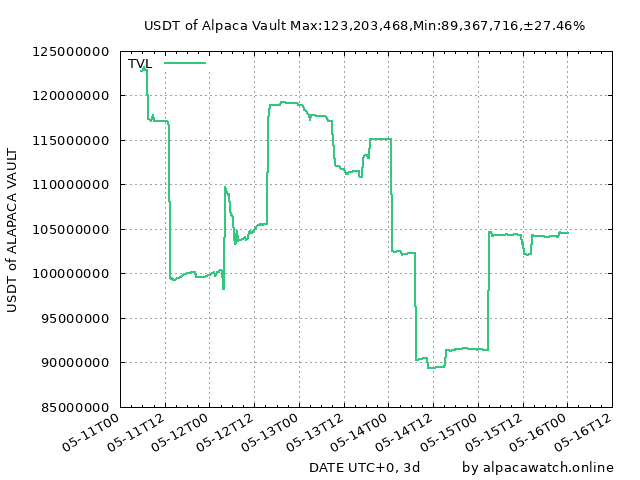 USDT of Alpaca Vault Max:123,203,468,Min:89,367,716,±27.46%
TVL
USDT of ALAPACA VAULT
125000000
120000000
115000000
110000000
105000000
100000000
95000000
90000000
85000000
05-11T00
05-11T12
05-12T00
05-12T12
05-13T00
05-13T12
05-14T00
05-14T12
05-15T00
05-15T12
05-16T00
05-16T12
DATE UTC+0, 3d
by alpacawatch.online